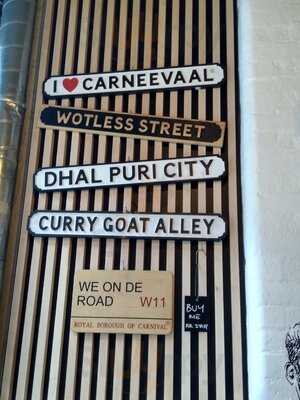 I ❤ CARNEEVAAL
WOTLESS STREET
DHAL PURI CITY
CURRY GOAT ALLEY
WE ON DE
ROAD W11
ROYAL BOROUGH OF CARNIVAL
BUY
ME